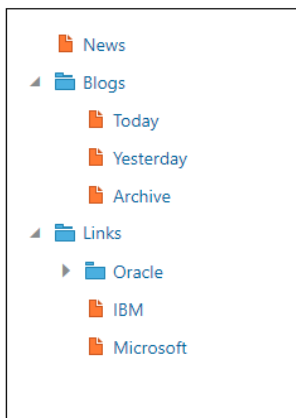 News
Blogs
Today
Yesterday
Archive
Links
Oracle
IBM
Microsoft